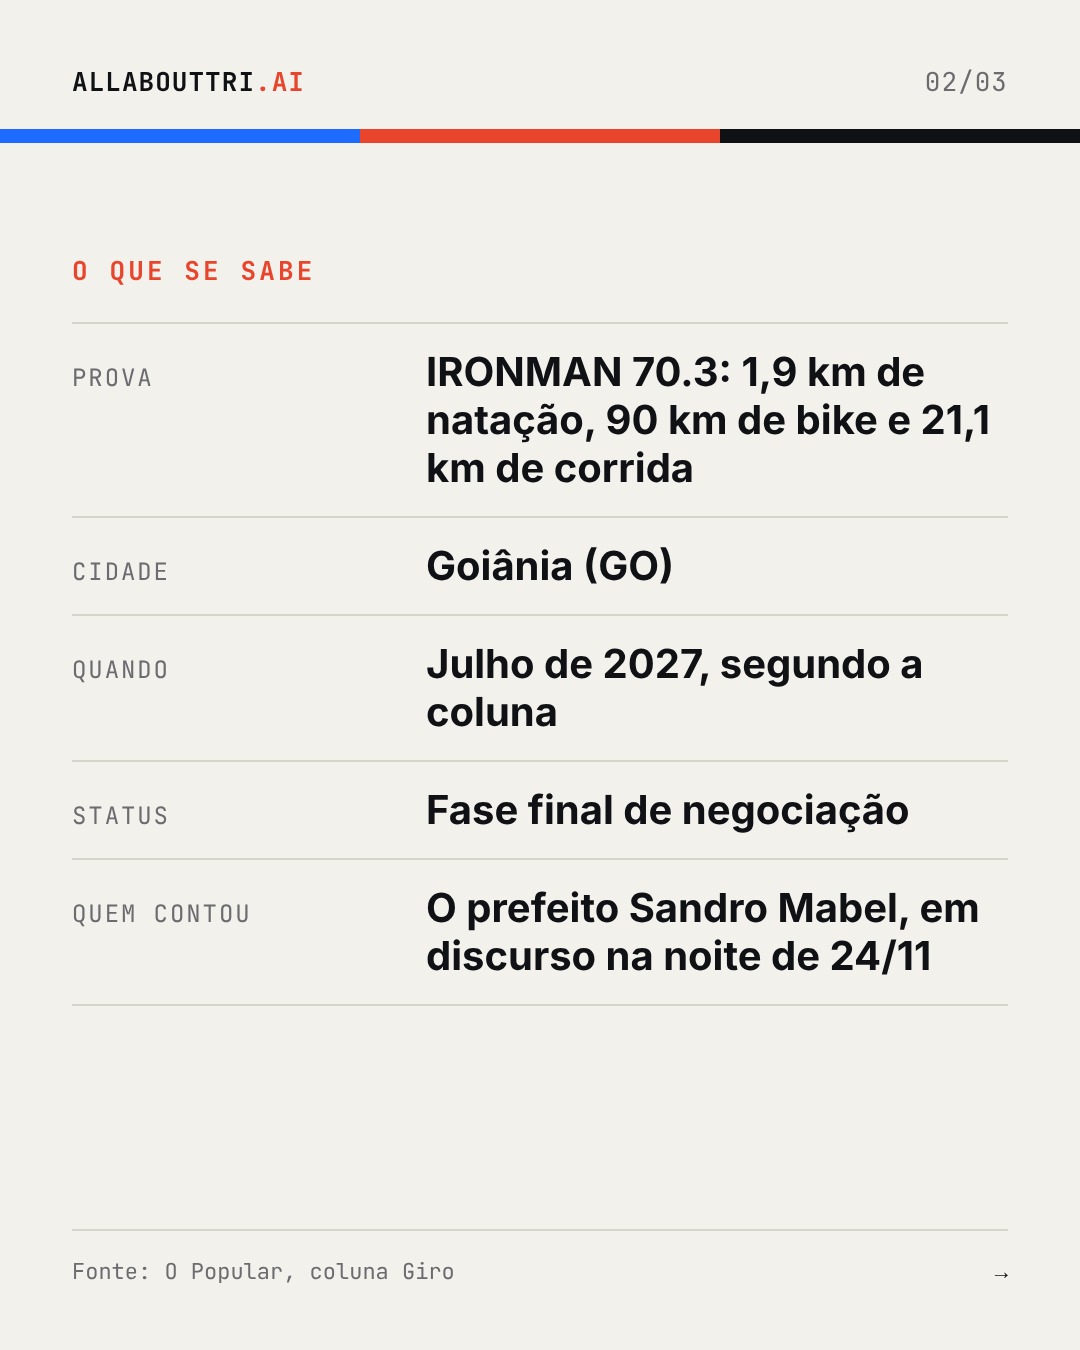 ALLABOUTTRI.AI
02/03
O QUE SE SABE
PROVA
IRONMAN 70.3: 1,9 km de
natação, 90 km de bike e 21,1
km de corrida
CIDADE
Goiânia (GO)
QUANDO
Julho de 2027, segundo a
coluna
STATUS
Fase final de negociação
QUEM CONTOU
O prefeito Sandro Mabel, em
discurso na noite de 24/11
Fonte: O Popular, coluna Giro
→